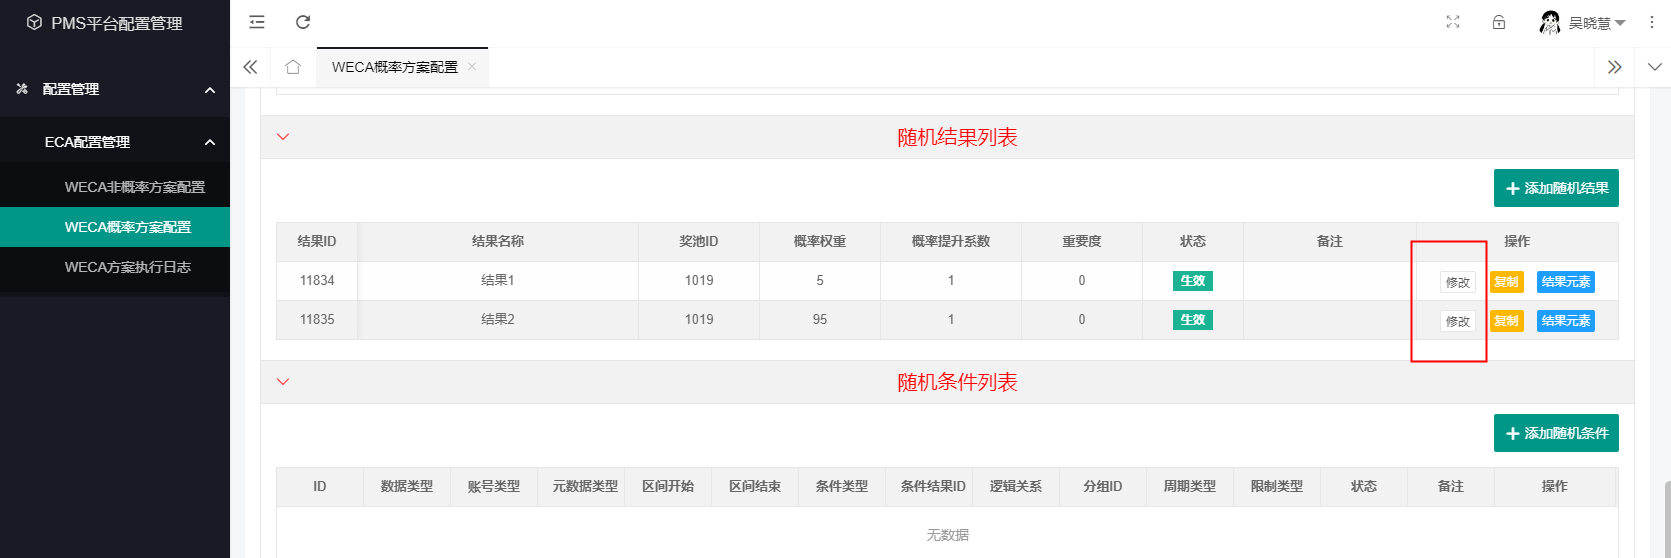 PMS平台配置管理
吴晓慧
WECA概率方案配置
配置管理
ECA配置管理
WECA非概率方案配置
WECA概率方案配置
WECA方案执行日志
随机结果列表
添加随机结果
结果ID 结果名称 奖池ID 概率权重 概率提升系数 重要度 状态 备注 操作
11834 结果1 1019 5 1 0 生效 修改 复制 结果元素
11835 结果2 1019 95 1 0 生效 修改 复制 结果元素
随机条件列表
添加随机条件
ID 数据类型 账号类型 元数据类型 区间开始 区间结束 条件类型 条件结果ID 逻辑关系 分组ID 周期类型 限制类型 状态 备注 操作
无数据